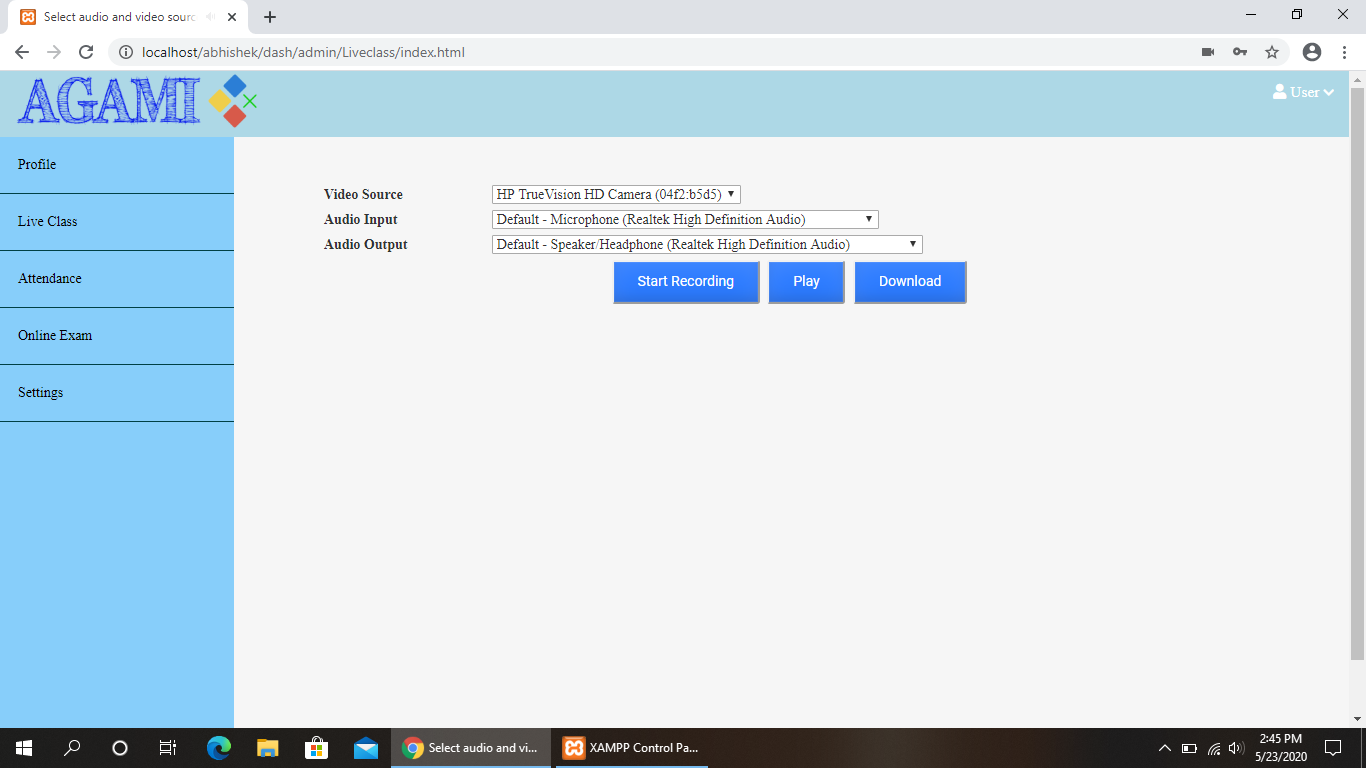 Select audio and video sourc
localhost/abhishek/dash/admin/Liveclass/index.html
AGAMI
User
Profile
Live Class
Attendance
Online Exam
Settings
Video Source HP TrueVision HD Camera (04f2:b5d5)
Audio Input Default - Microphone (Realtek High Definition Audio)
Audio Output Default - Speaker/Headphone (Realtek High Definition Audio)
Start Recording Play Download
Select audio and vi... XAMPP Control Pa...
2:45 PM
5/23/2020